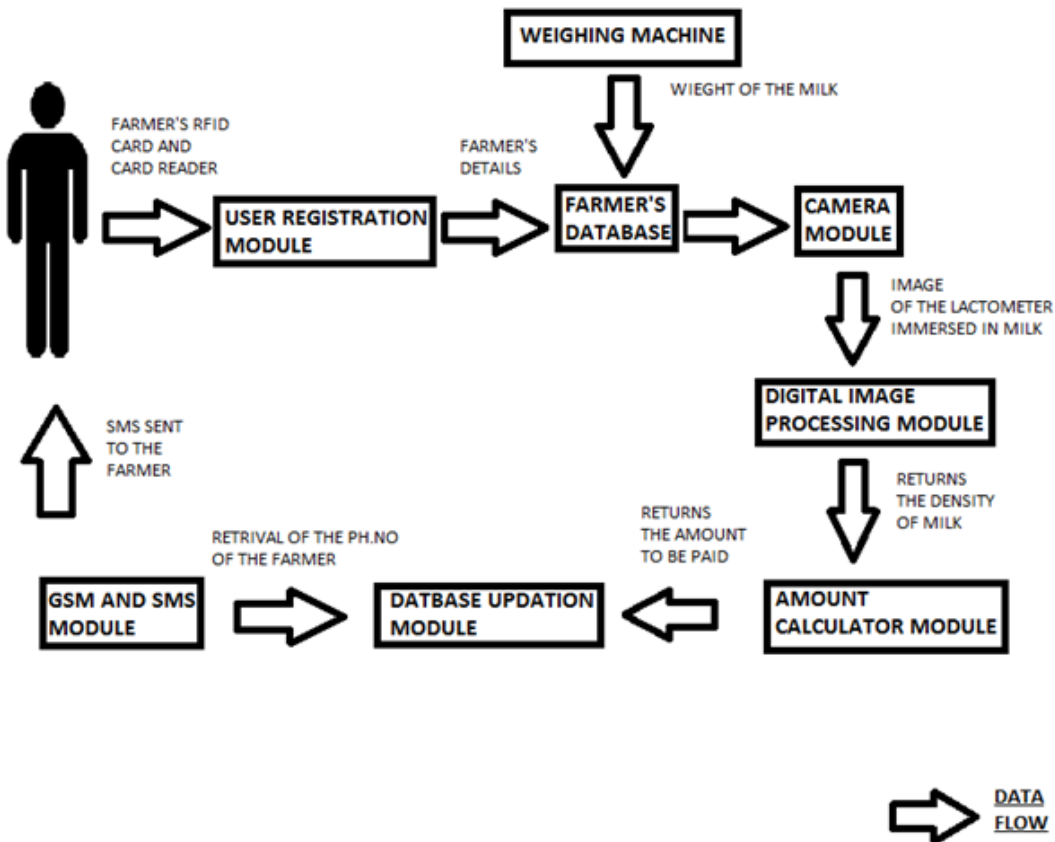 WEIGHING MACHINE
WIEGHT OF THE MILK
FARMER'S RFID
CARD AND
CARD READER
FARMER'S
DETAILS
USER REGISTRATION
MODULE
FARMER'S
DATABASE
CAMERA
MODULE
IMAGE
OF THE LACTOMETER
IMMERSED IN MILK
DIGITAL IMAGE
PROCESSING MODULE
RETURNS
THE DENSITY
OF MILK
SMS SENT
TO THE
FARMER
RETRIVAL OF THE PH.NO
OF THE FARMER
RETURNS
THE AMOUNT
TO BE PAID
GSM AND SMS
MODULE
DATBASE UPDATION
MODULE
AMOUNT
CALCULATOR MODULE
DATA
FLOW